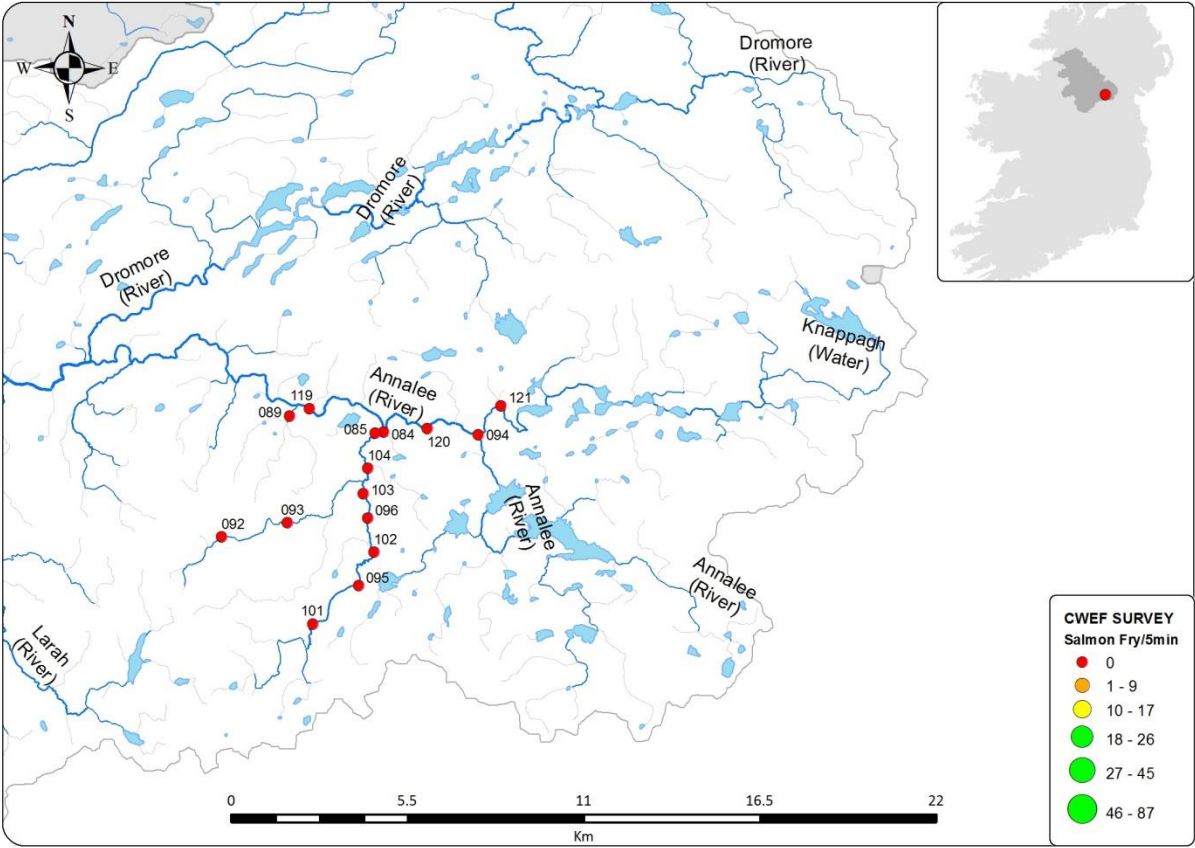 N
W E
S
Dromore
(River)
Dromore
(River)
Dromore
(River)
Knappagh
(Water)
Annalee
(River)
119
089
121
085
084
120
094
104
103
096
093
092
102
095
101
Annalee
(River)
Annalee
(River)
Larah
(River)
CWEF SURVEY
Salmon Fry/5min
0
1 - 9
10 - 17
18 - 26
27 - 45
46 - 87
0 5.5 11 16.5 22
Km